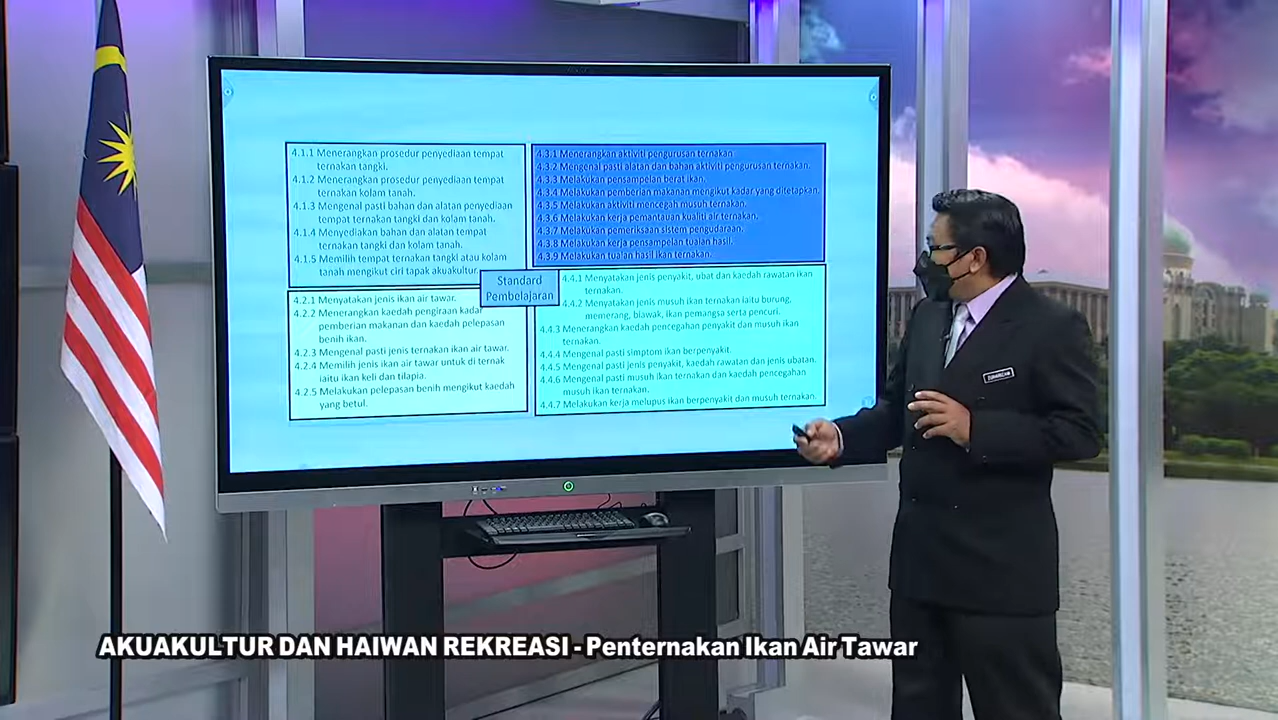 4.1.1 Menerangkan prosedur penyediaan tempat
ternakan tangki.
4.1.2 Menerangkan prosedur penyediaan tempat
ternakan kolam tanah.
4.1.3 Mengenal pasti bahan dan alatan penyediaan
tempat ternakan tangki dan kolam tanah.
4.1.4 Menyediakan bahan dan alatan tempat
ternakan tangki dan kolam tanah.
4.1.5 Memilih tempat ternakan tangki atau kolam
tanah mengikut ciri tapak akuakultur.
4.3.1 Menerangkan aktiviti pengurusan ternakan
4.3.2 Mengenal pasti alatan dan bahan aktiviti pengurusan ternakan.
4.3.3 Melakukan pensampelan berat ikan.
4.3.4 Melakukan pemberian makanan mengikut kadar yang ditetapkan.
4.3.5 Melakukan aktiviti mencegah musuh ternakan.
4.3.6 Melakukan kerja pemantauan kualiti air ternakan.
4.3.7 Melakukan pemeriksaan sistem pengudaraan.
4.3.8 Melakukan kerja pensampelan tuaian hasil.
4.3.9 Melakukan tuaian hasil ikan ternakan.
Standard
Pembelajaran
4.2.1 Menyatakan jenis ikan air tawar.
4.2.2 Menerangkan kaedah pengiraan kadar
pemberian makanan dan kaedah pelepasan
benih ikan.
4.2.3 Mengenal pasti jenis ternakan ikan air tawar.
4.2.4 Memilih jenis ikan air tawar untuk di ternak
iaitu ikan keli dan tilapia.
4.2.5 Melakukan pelepasan benih mengikut kaedah
yang betul.
4.4.1 Menyatakan jenis penyakit, ubat dan kaedah rawatan ikan
ternakan.
4.4.2 Menyatakan jenis musuh ikan ternakan iaitu burung,
memerang, biawak, ikan pemangsa serta pencuri.
4.4.3 Menerangkan kaedah pencegahan penyakit dan musuh ikan
ternakan.
4.4.4 Mengenal pasti simptom ikan berpenyakit.
4.4.5 Mengenal pasti jenis penyakit, kaedah rawatan dan jenis ubatan.
4.4.6 Mengenal pasti musuh ikan ternakan dan kaedah pencegahan
musuh ikan ternakan.
4.4.7 Melakukan kerja melupus ikan berpenyakit dan musuh ternakan.
AKUAKULTUR DAN HAIWAN REKREASI - Penternakan Ikan Air Tawar